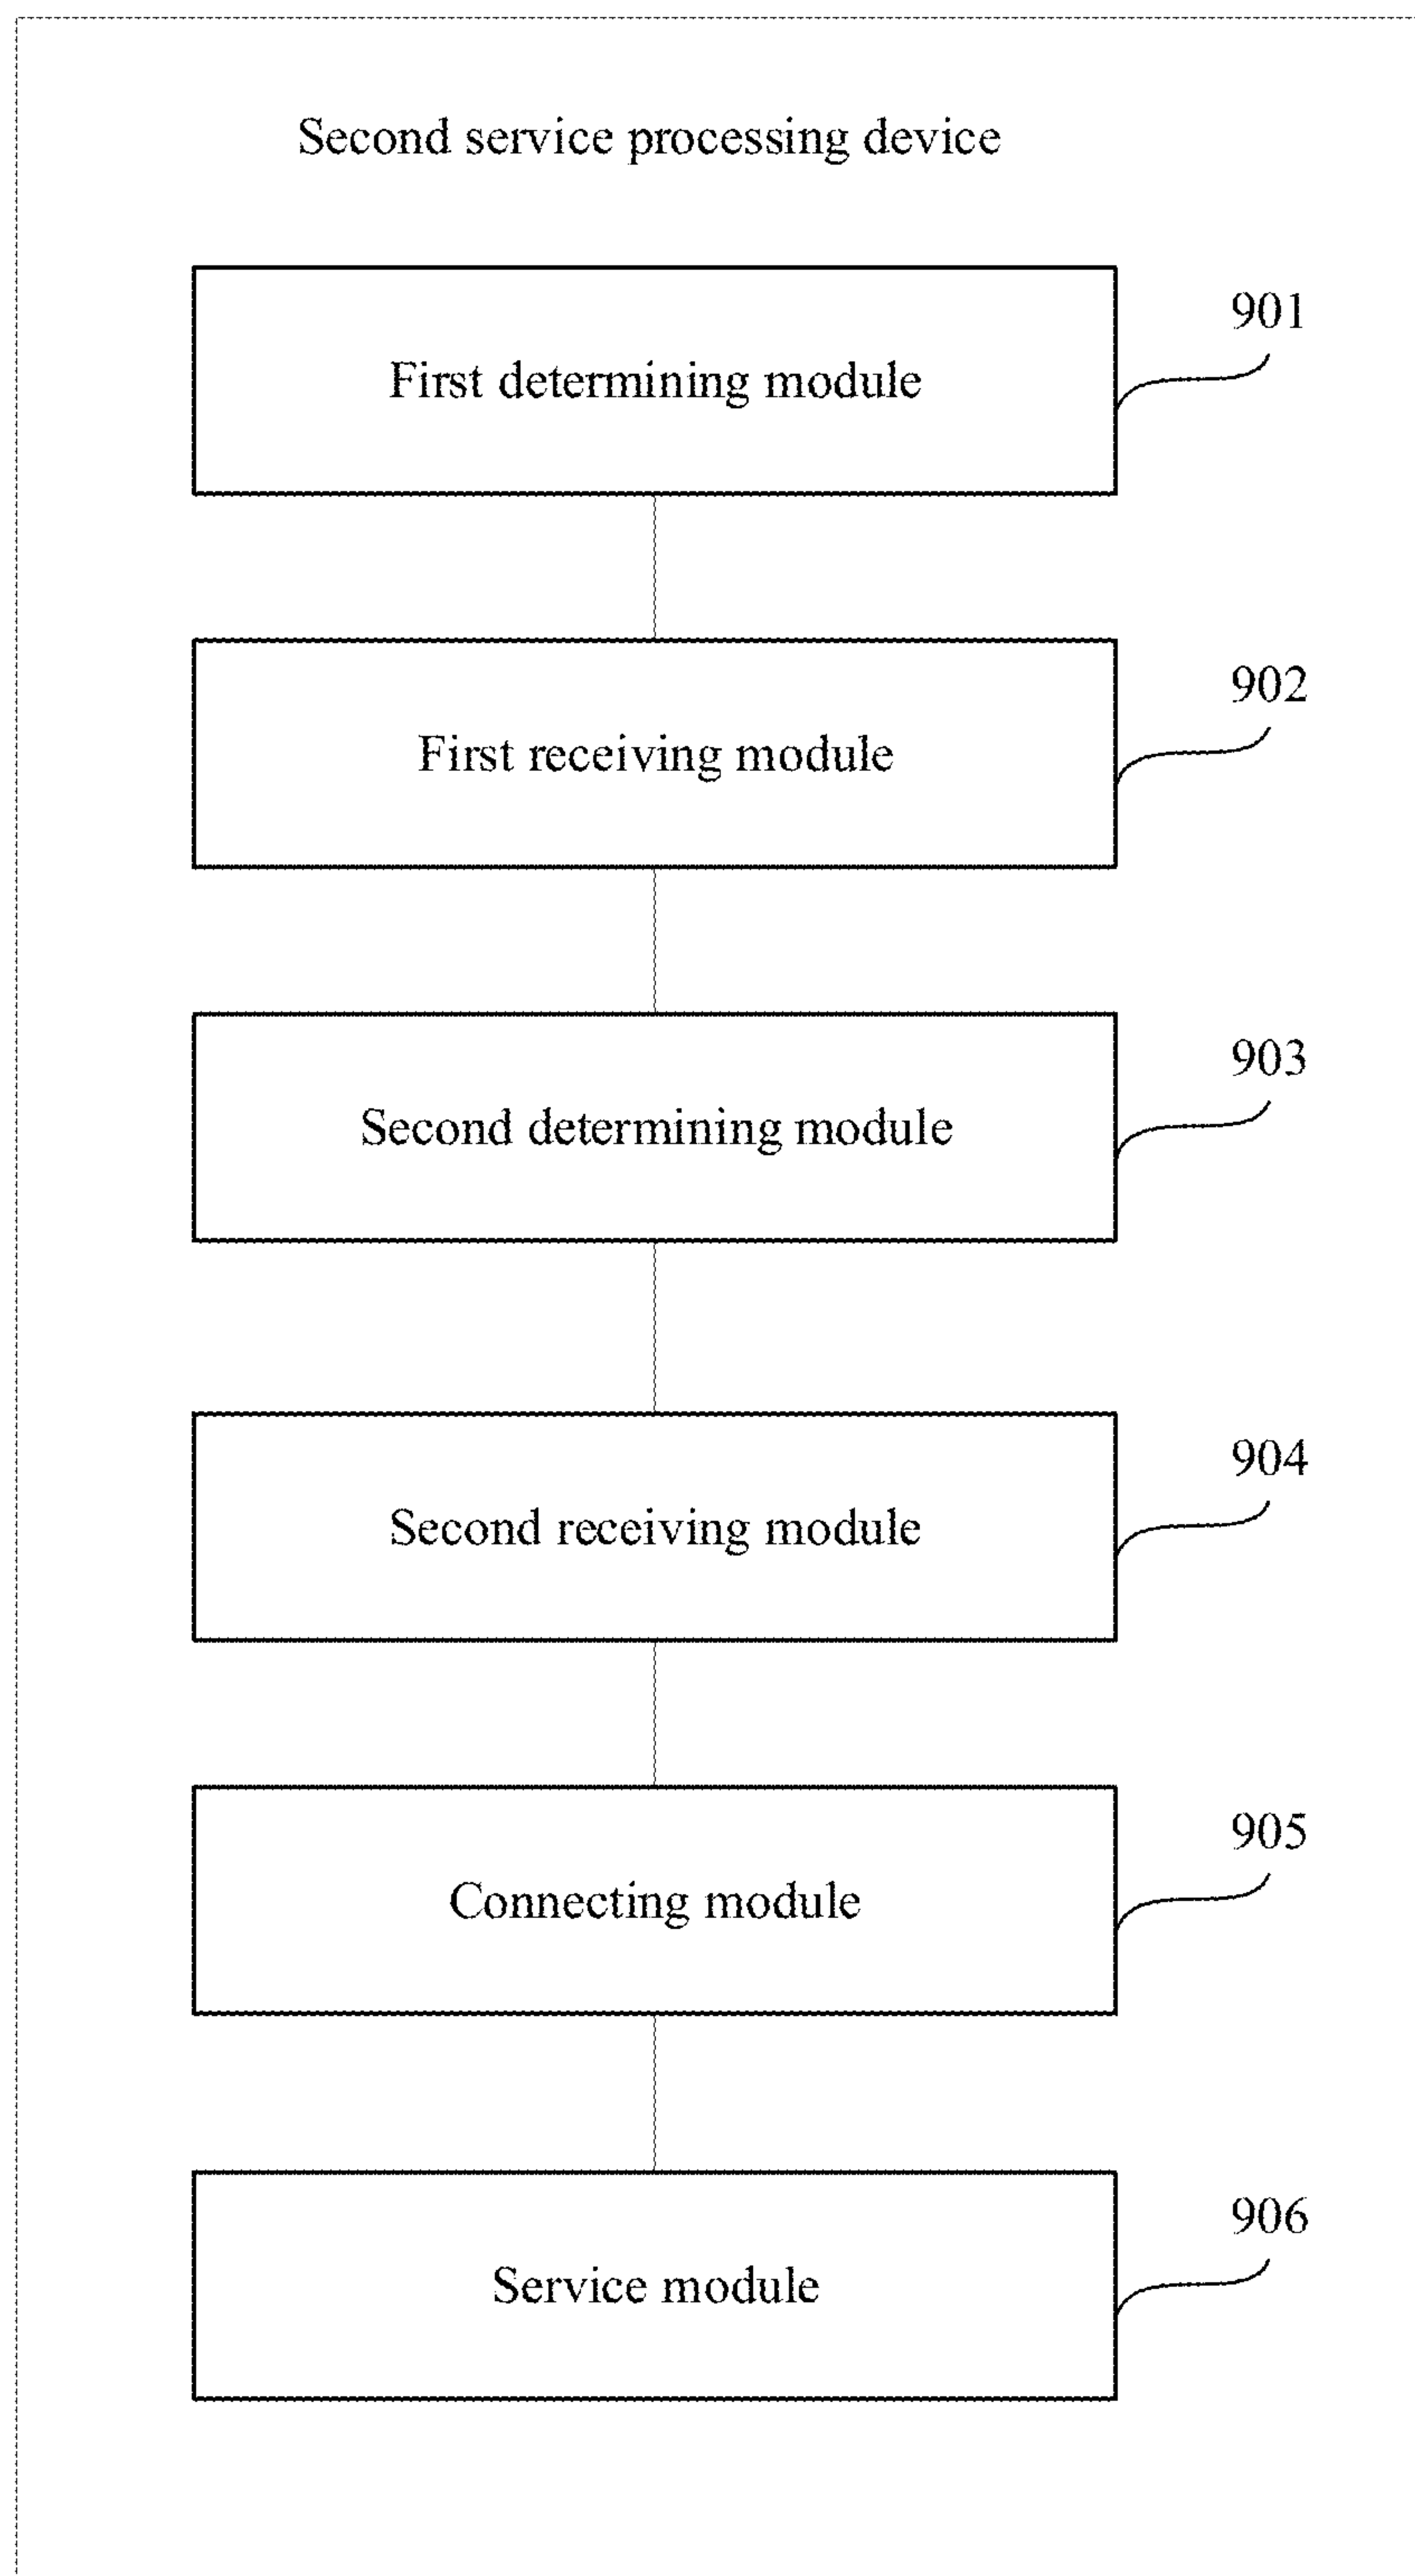 Second service processing device
901
First determining module
902
First receiving module
903
Second determining module
904
Second receiving module
905
Connecting module
906
Service module